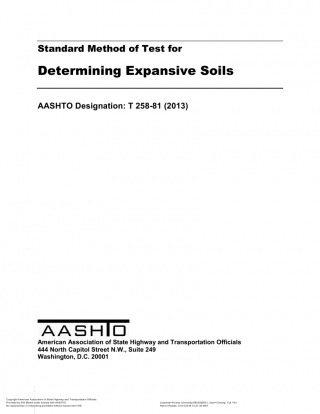 Standard Method of Test for
Determining Expansive Soils
AASHTO Designation: T 258-81 (2013)
AASHTO
American Association of State Highway and Transportation Officials
444 North Capitol Street N.W., Suite 249
Washington, D.C. 20001